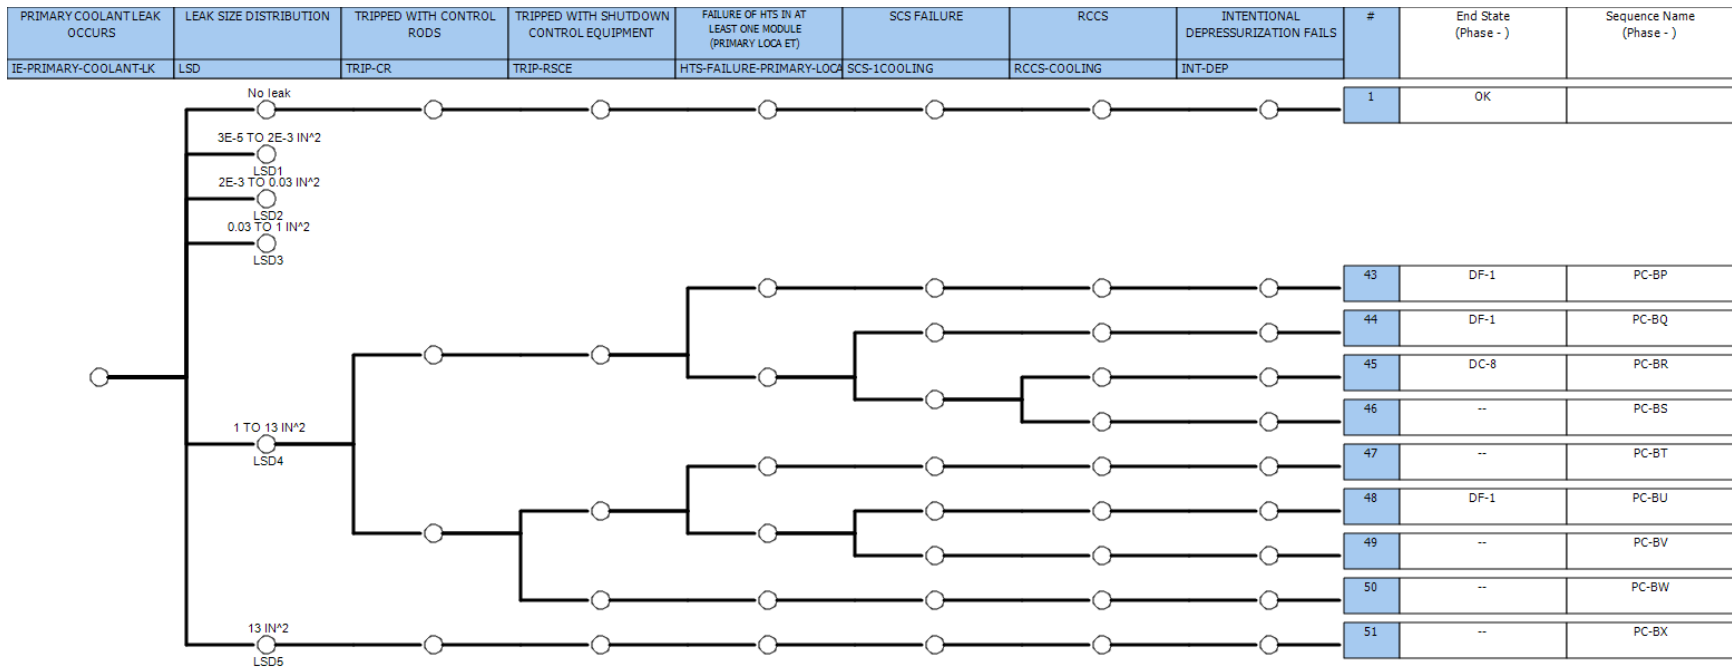 PRIMARY COOLANT LEAK
OCCURS
LEAK SIZE DISTRIBUTION
TRIPPED WITH CONTROL
RODS
TRIPPED WITH SHUTDOWN
CONTROL EQUIPMENT
FAILURE OF HTS IN AT
LEAST ONE MODULE
(PRIMARY LOCA ET)
SCS FAILURE
RCCS
INTENTIONAL
DEPRESSURIZATION FAILS
#
End State
(Phase - )
Sequence Name
(Phase - )
IE-PRIMARY-COOLANT-LK
LSD
TRIP-CR
TRIP-RSCE
HTS-FAILURE-PRIMARY-LOCA
SCS-1COOLING
RCCS-COOLING
INT-DEP
No leak
1
OK
3E-5 TO 2E-3 IN^2
LSD1
2E-3 TO 0.03 IN^2
LSD2
0.03 TO 1 IN^2
LSD3
43
DF-1
PC-BP
44
DF-1
PC-BQ
45
DC-8
PC-BR
46
--
PC-BS
1 TO 13 IN^2
LSD4
47
--
PC-BT
48
DF-1
PC-BU
49
--
PC-BV
50
--
PC-BW
13 IN^2
LSD5
51
--
PC-BX